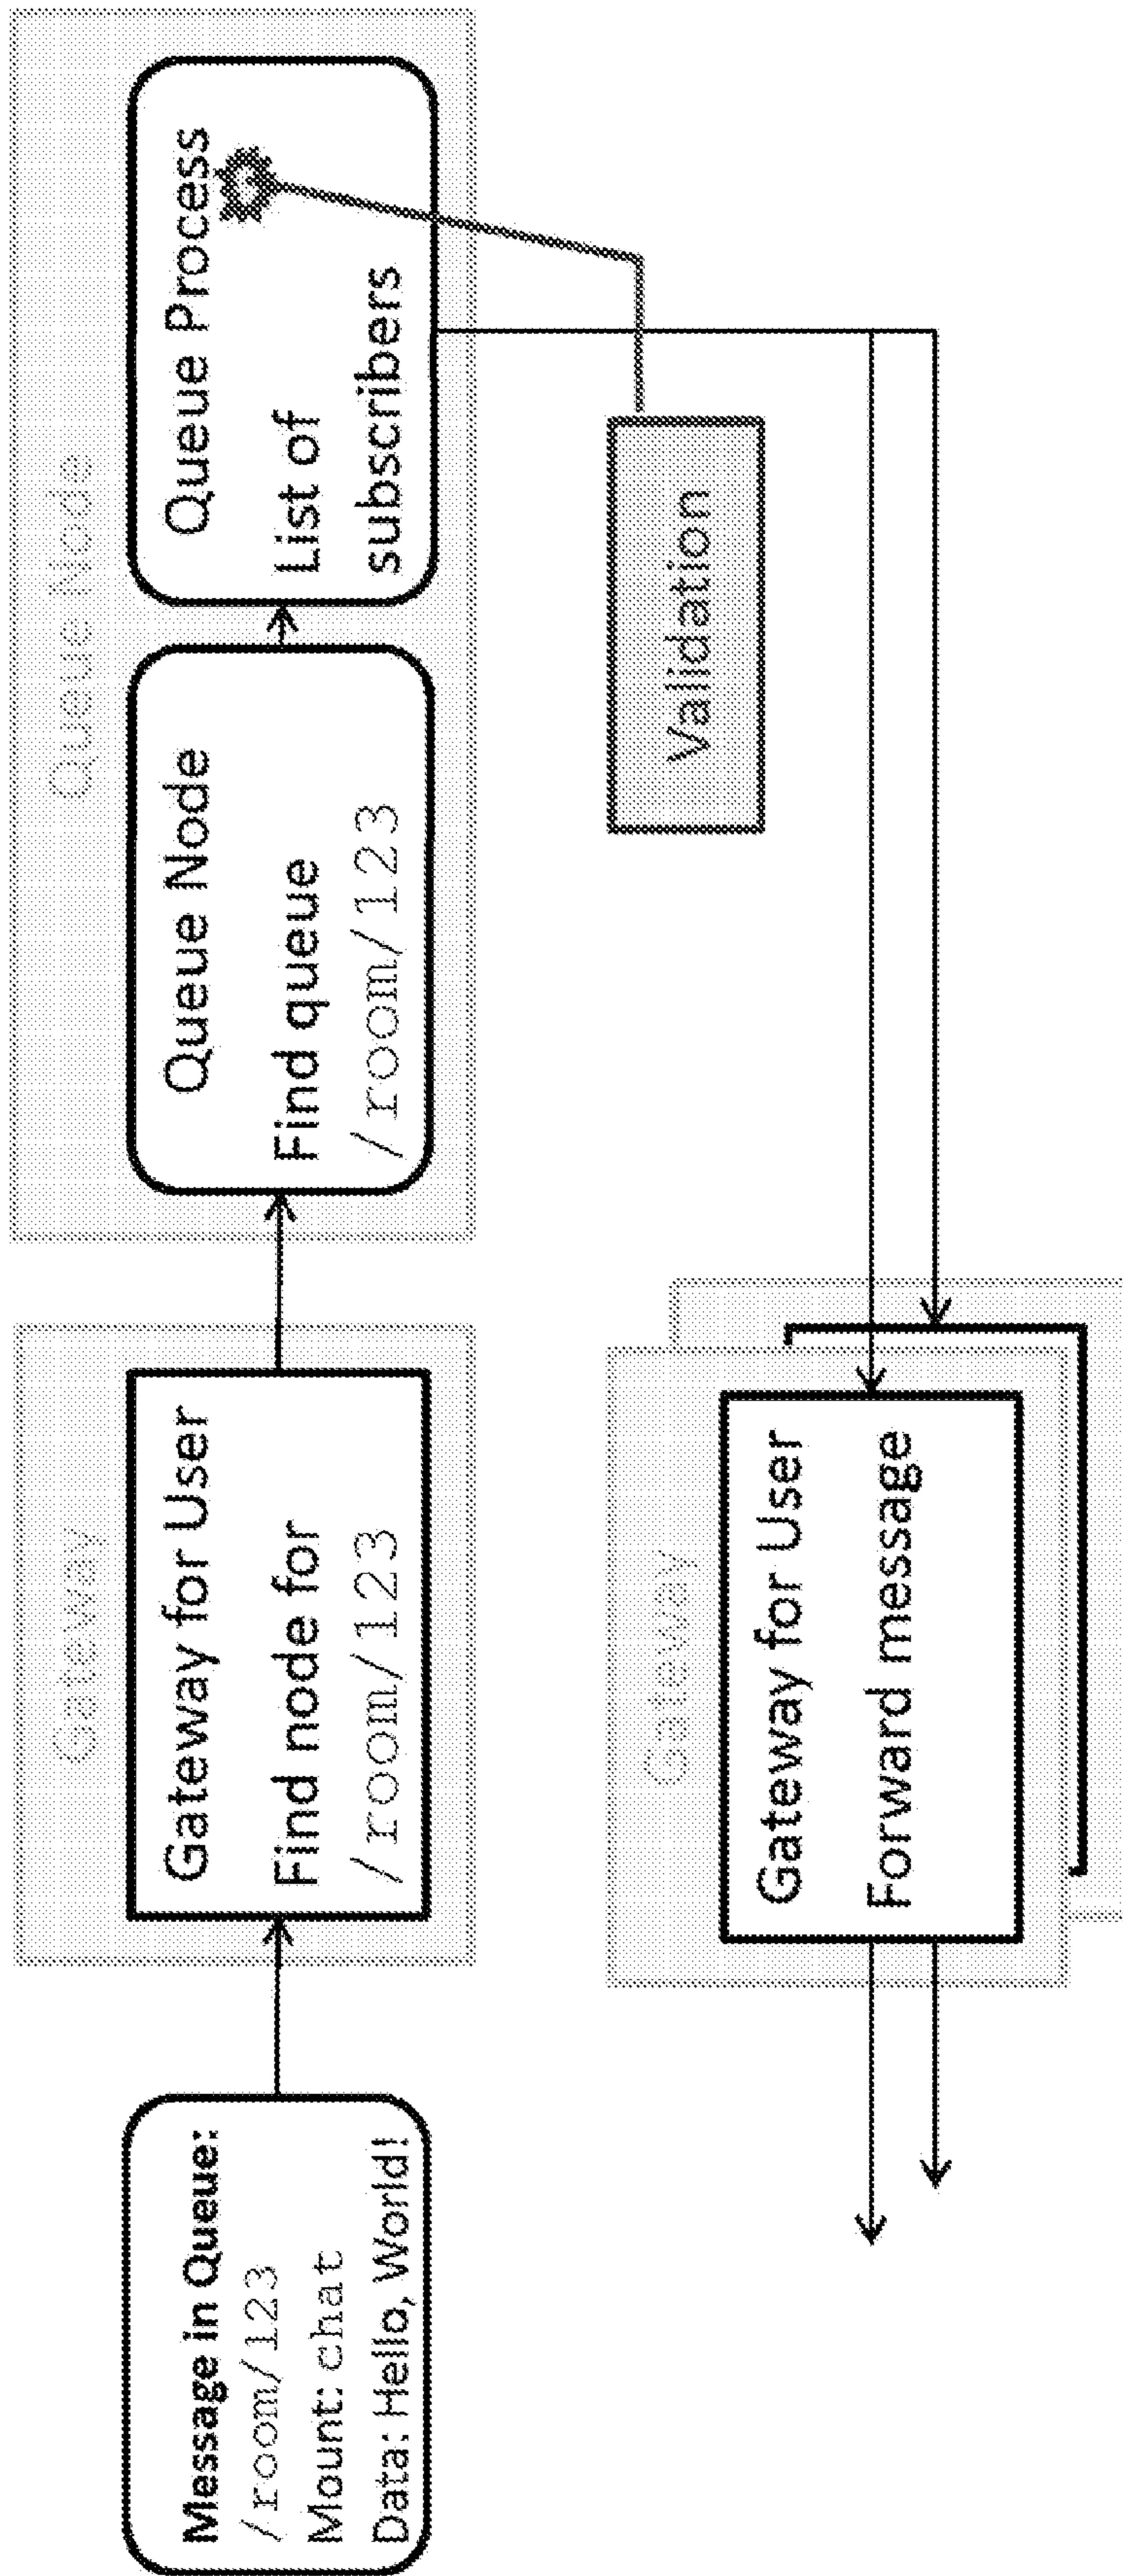 Message in Queue:
/room/123
Mount: chat
Data: Hello, World!
Gateway
Gateway for User
Find node for
/room/123
Queue Node
Queue Node
Find queue
/room/123
Queue Process
List of
subscribers
Validation
Gateway
Gateway for User
Forward message